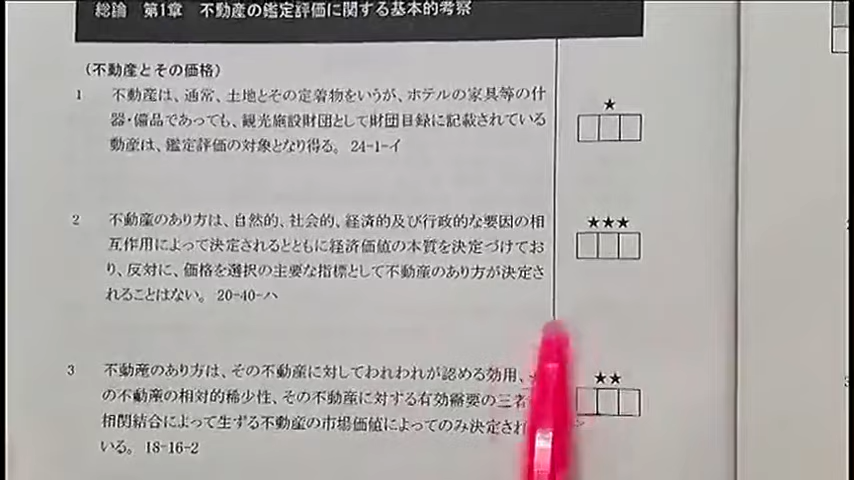 総論 第1章 不動産の鑑定評価に関する基本的考察
(不動産とその価格)
1 不動産は、通常、土地とその定着物をいうが、ホテルの家具等の什
器・備品であっても、観光施設財団として財団目録に記載されている
動産は、鑑定評価の対象となり得る。 24-1-イ
★
2 不動産のあり方は、自然的、社会的、経済的及び行政的な要因の相
互作用によって決定されるとともに経済価値の本質を決定づけてお
り、反対に、価格を選択の主要な指標として不動産のあり方が決定さ
れることはない。 20-40-ハ
★★★
3 不動産のあり方は、その不動産に対してわれわれが認める効用、
の不動産の相対的稀少性、その不動産に対する有効需要の三者
相関結合によって生ずる不動産の市場価値によってのみ決定され
いる。 18-16-2
★★